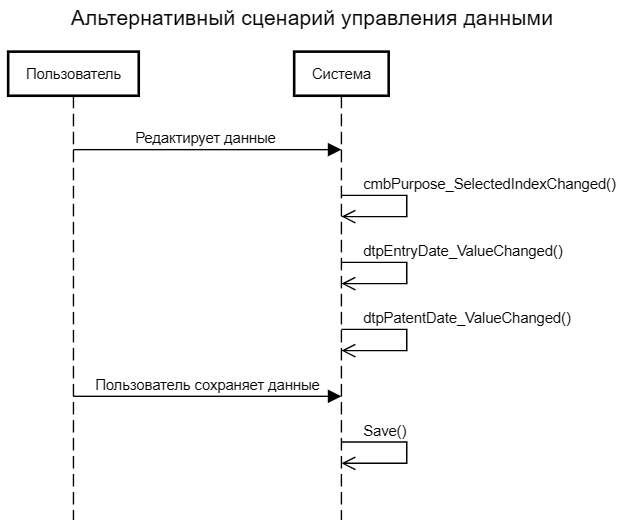 Альтернативный сценарий управления данными
Пользователь
Система
Редактирует данные
cmbPurpose_SelectedIndexChanged()
dtpEntryDate_ValueChanged()
dtpPatentDate_ValueChanged()
Пользователь сохраняет данные
Save()